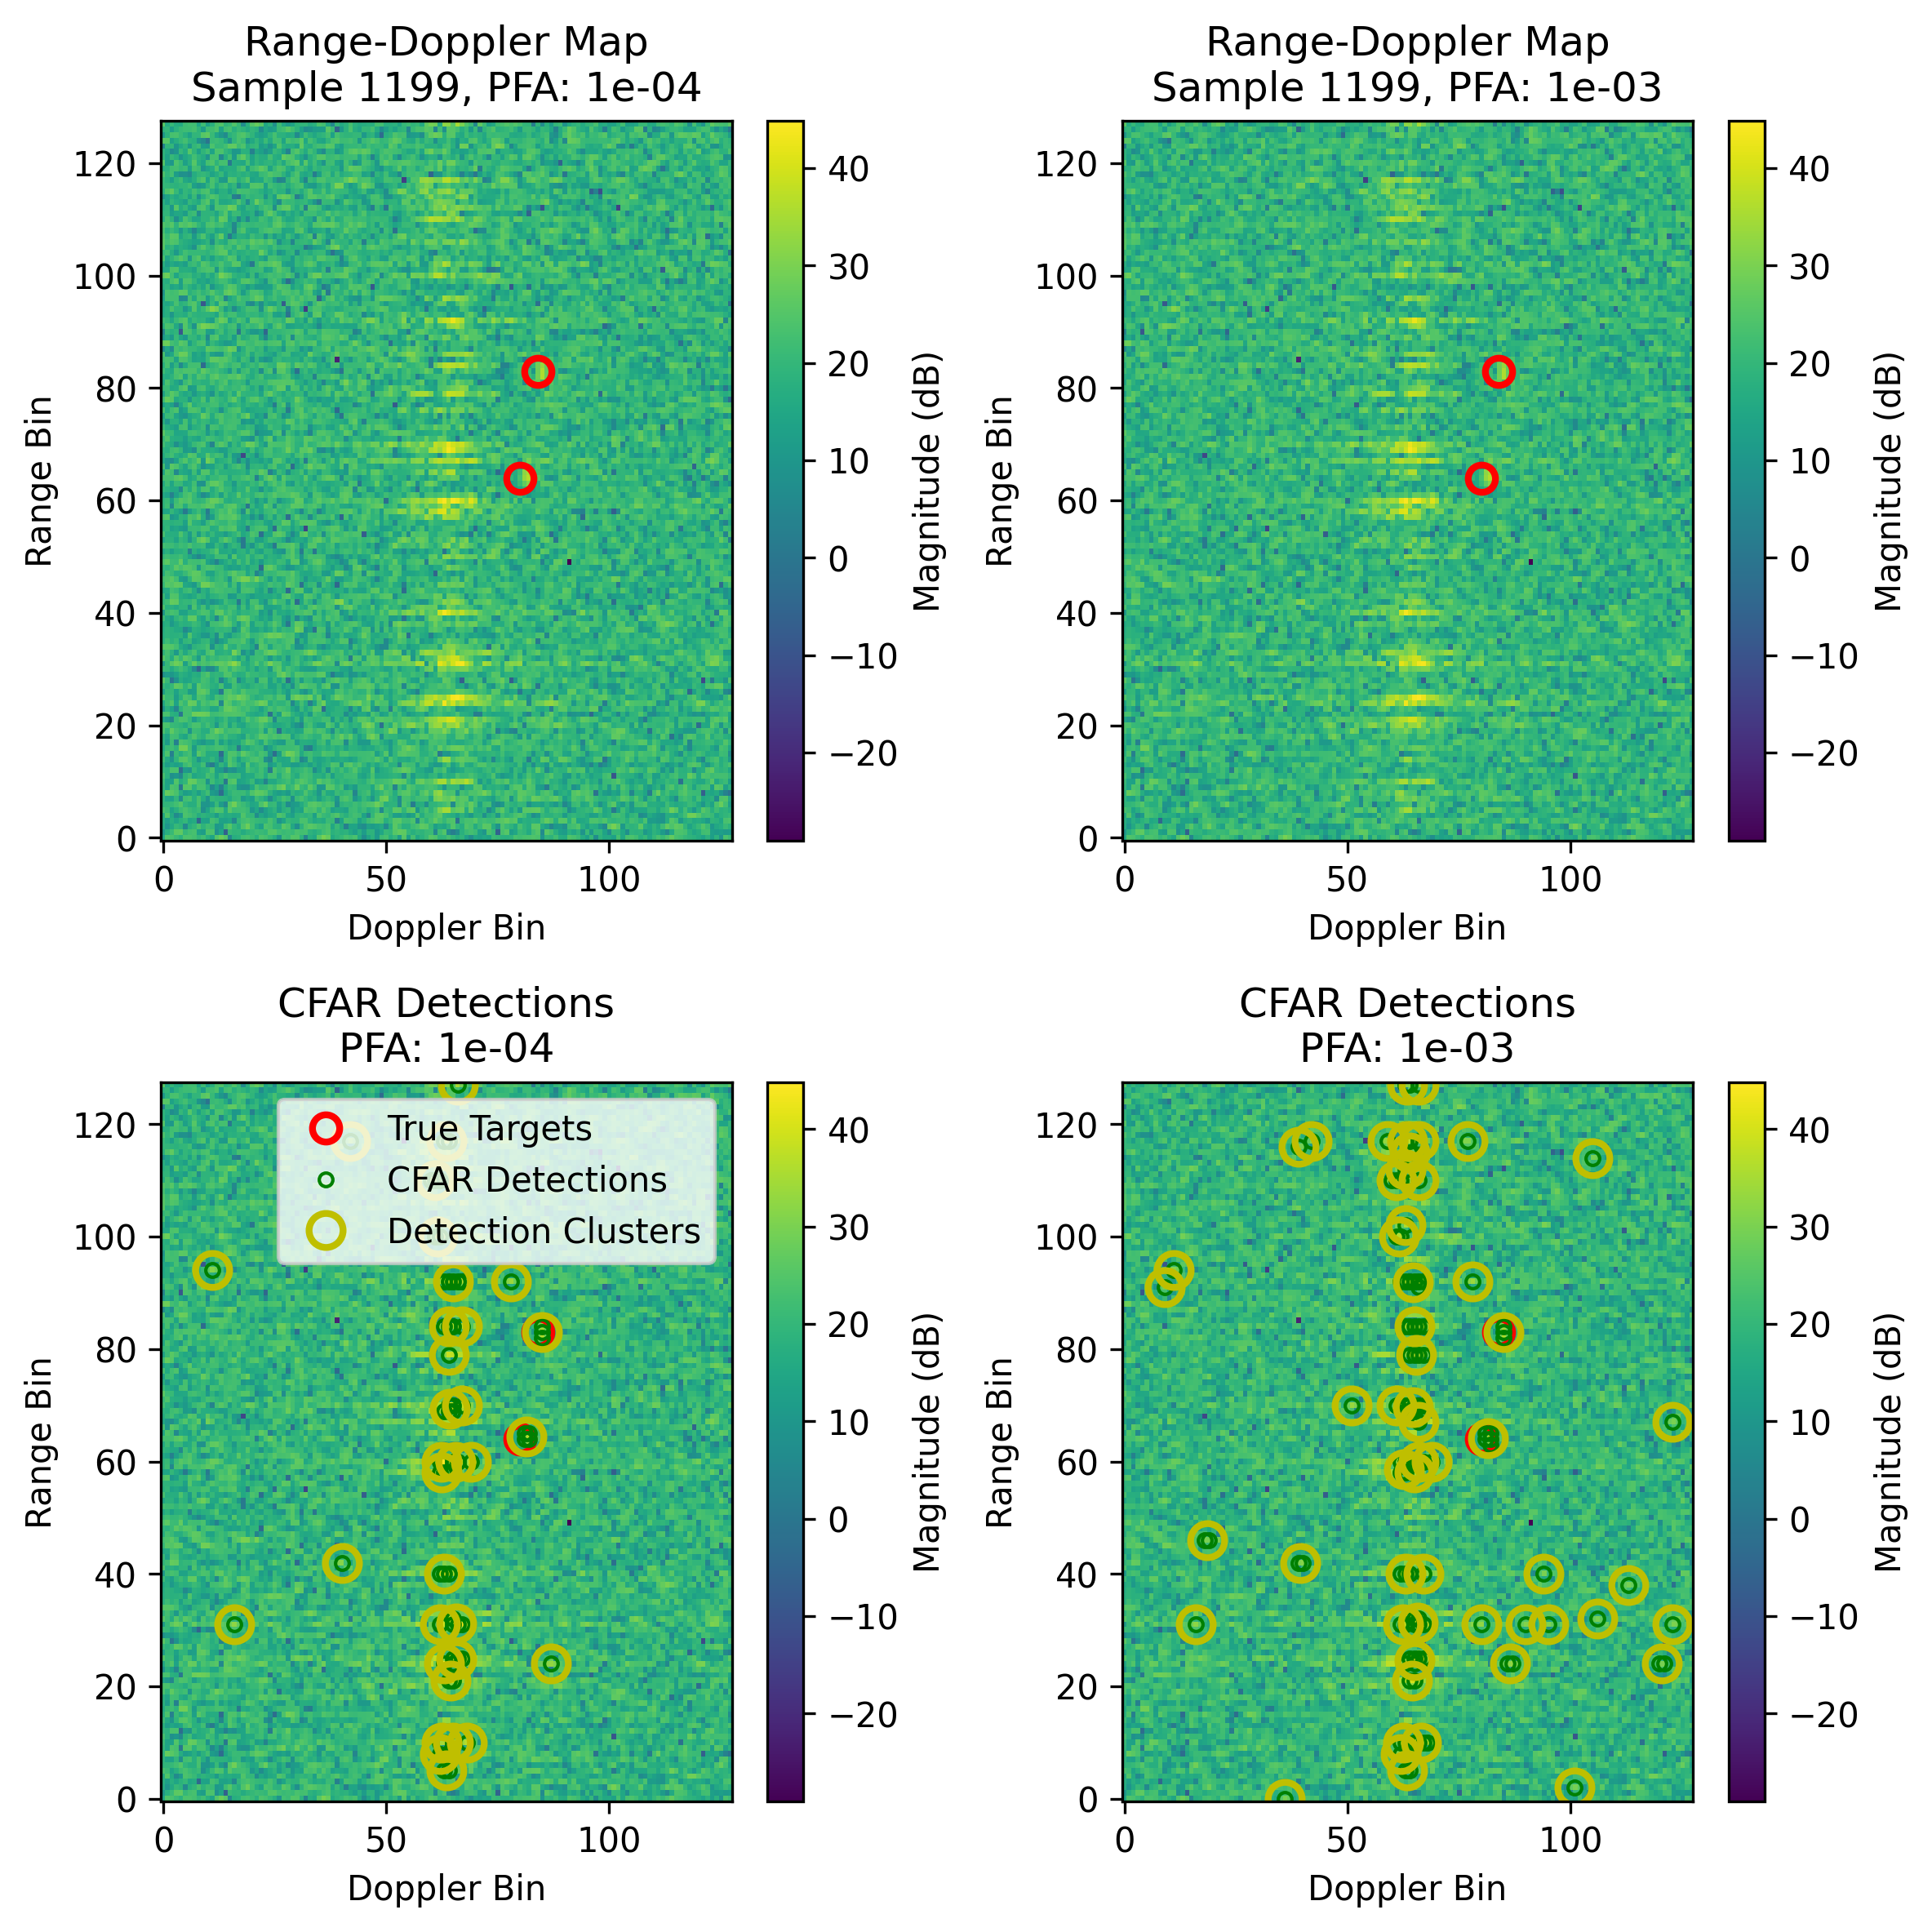 Range-Doppler Map
Sample 1199, PFA: 1e-04
120
100
80
60
40
20
0
Range Bin
0 50 100
Doppler Bin
40
30
20
10
0
−10
−20
Magnitude (dB)
Range-Doppler Map
Sample 1199, PFA: 1e-03
120
100
80
60
40
20
0
Range Bin
0 50 100
Doppler Bin
40
30
20
10
0
−10
−20
Magnitude (dB)
CFAR Detections
PFA: 1e-04
120
100
80
60
40
20
0
Range Bin
True Targets
CFAR Detections
Detection Clusters
0 50 100
Doppler Bin
40
30
20
10
0
−10
−20
Magnitude (dB)
CFAR Detections
PFA: 1e-03
120
100
80
60
40
20
0
Range Bin
0 50 100
Doppler Bin
40
30
20
10
0
−10
−20
Magnitude (dB)